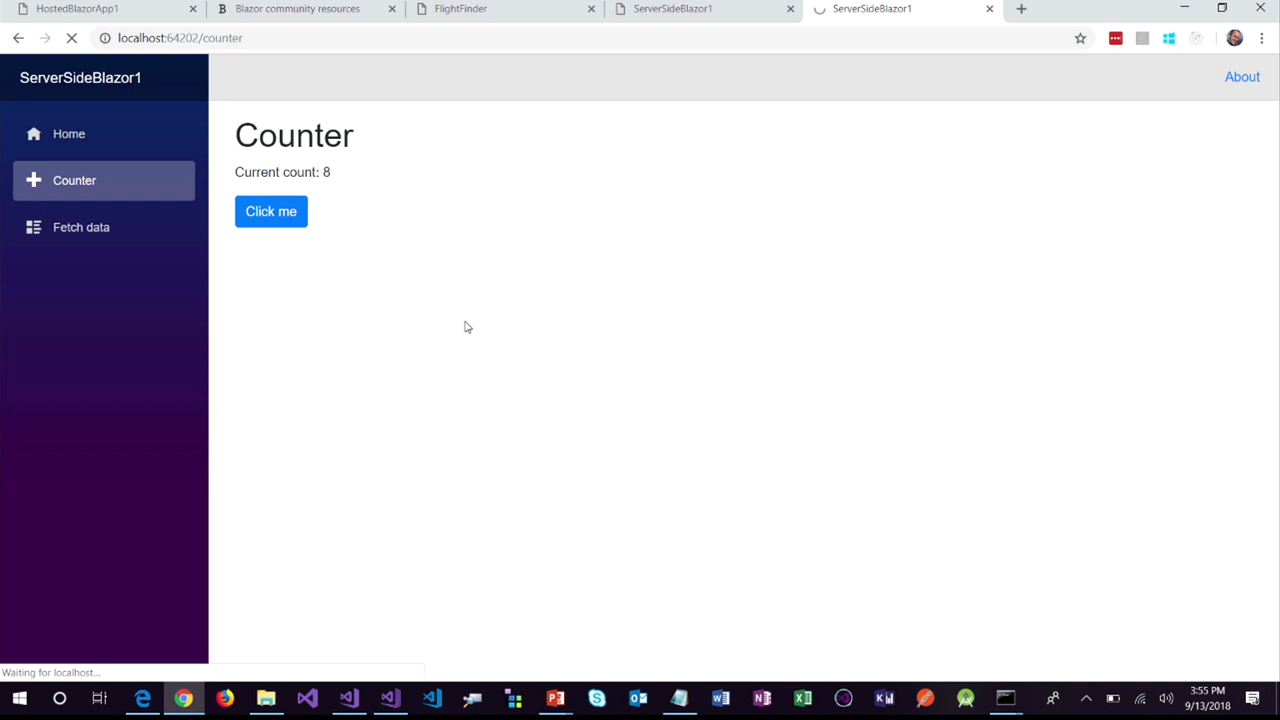 HostedBlazorApp1
Blazor community resources
FlightFinder
ServerSideBlazor1
ServerSideBlazor1
localhost:64202/counter
ServerSideBlazor1
About
Home
Counter
Fetch data
Counter
Current count: 8
Click me
Waiting for localhost...
3:55 PM
9/13/2018